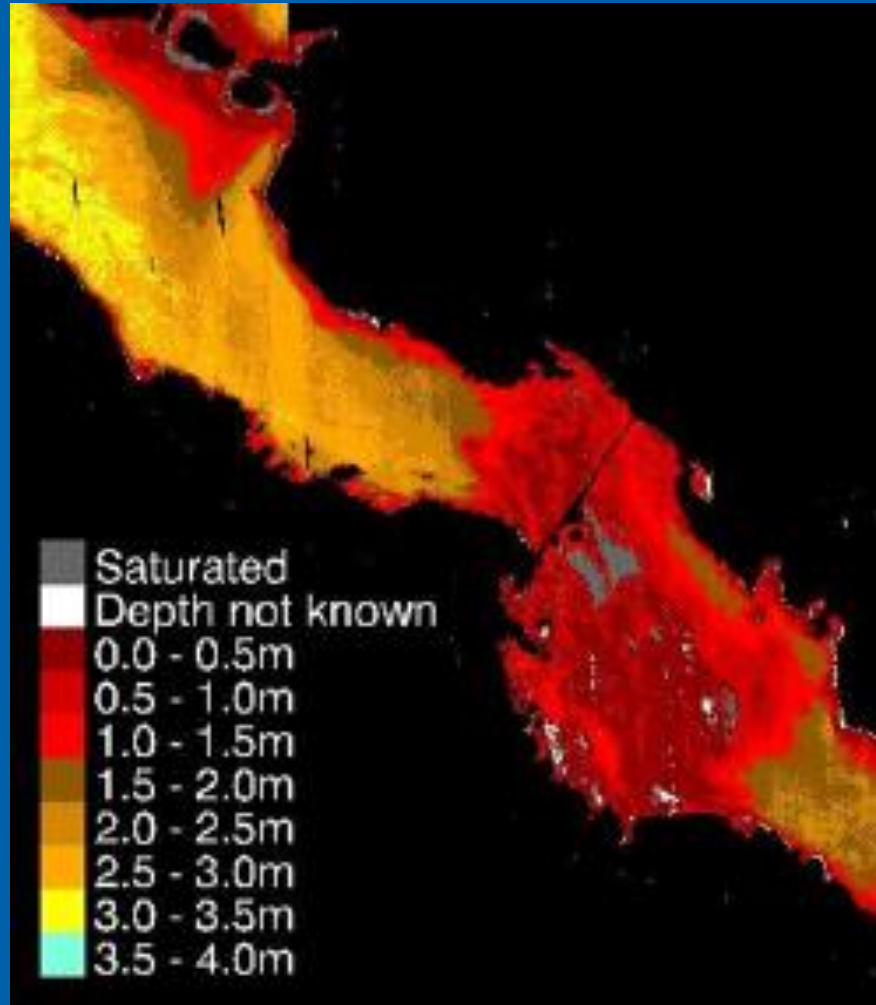 Saturated
Depth not known
0.0 - 0.5m
0.5 - 1.0m
1.0 - 1.5m
1.5 - 2.0m
2.0 - 2.5m
2.5 - 3.0m
3.0 - 3.5m
3.5 - 4.0m